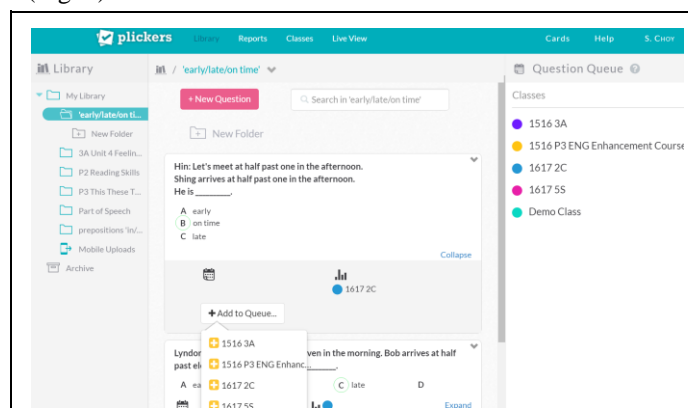 plickers Library Reports Classes Live View Cards Help S. CHOY
Library / 'early/late/on time' Question Queue
My Library
'early/late/on ti...
New Folder
3A Unit 4 Feelin...
P2 Reading Skills
P3 This These T...
Part of Speech
prepositions 'in/...
Mobile Uploads
Archive
+ New Question Search in 'early/late/on time'
New Folder
Hin: Let's meet at half past one in the afternoon.
Shing arrives at half past one in the afternoon.
He is ________.
A early
B on time
C late
Collapse
1617 2C
+ Add to Queue...
1516 3A
1516 P3 ENG Enhanc...
1617 2C
1617 5S
Lyndon ven in the morning. Bob arrives at half
past el
A ea C late D
Expand
Classes
1516 3A
1516 P3 ENG Enhancement Course
1617 2C
1617 5S
Demo Class